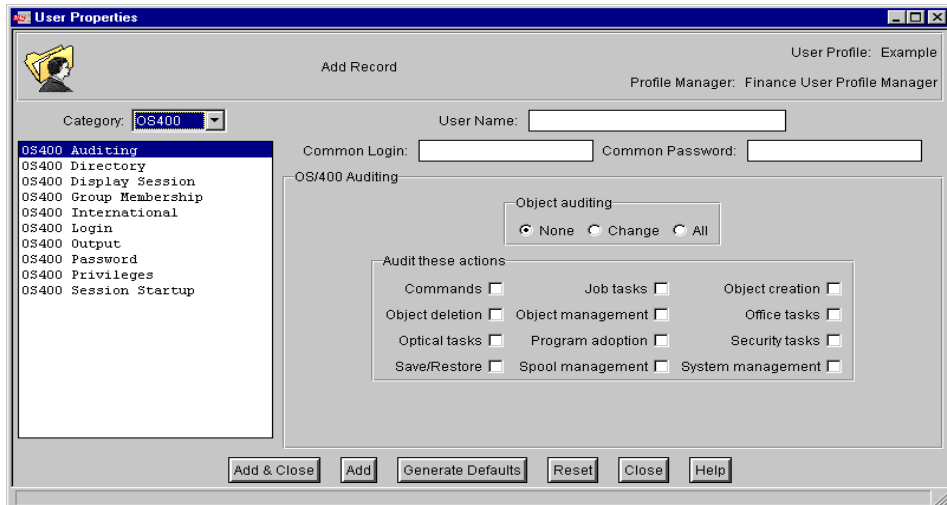 User Properties
Add Record
User Profile: Example
Profile Manager: Finance User Profile Manager
Category: OS400
User Name:
Common Login:
Common Password:
OS400 Auditing
OS400 Directory
OS400 Display Session
OS400 Group Membership
OS400 International
OS400 Login
OS400 Output
OS400 Password
OS400 Privileges
OS400 Session Startup
OS/400 Auditing
Object auditing
None Change All
Audit these actions
Commands Job tasks Object creation
Object deletion Object management Office tasks
Optical tasks Program adoption Security tasks
Save/Restore Spool management System management
Add & Close Add Generate Defaults Reset Close Help